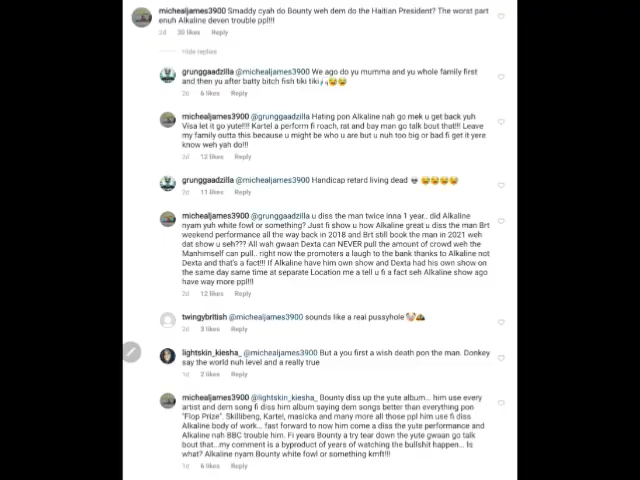 michealjames3900 Smaddy cyah do Bounty weh dem do the Haitian President? The worst part
enuh Alkaline deven trouble ppl!!!
2d 30 likes Reply
Hide replies
grunggaadzilla @michealjames3900 We ago do yu mumma and yu whole family first
and then yu after batty bitch fish tiki tiki
2d 6 likes Reply
michealjames3900 @grunggaadzilla Hating pon Alkaline nah go mek u get back yuh
Visa let it go yute!!!! Kartel a perform fi roach, rat and bay man go talk bout that!!! Leave
my family outta this because u might be who u are but u nuh too big or bad fi get it yere
know weh yah do!!!
2d 12 likes Reply
grunggaadzilla @michealjames3900 Handicap retard living dead 💀 😂😂😂😂
2d 11 likes Reply
michealjames3900 @grunggaadzilla u diss the man twice inna 1 year.. did Alkaline
nyam yuh white fowl or something? Just fi show u how Alkaline great u diss the man Brt
weekend performance all the way back in 2018 and Brt still book the man in 2021 weh
dat show u seh??? All wah gwaan Dexta can NEVER pull the amount of crowd weh the
Manhimself can pull.. right now the promoters a laugh to the bank thanks to Alkaline not
Dexta and that's a fact!!! If Alkaline have him own show and Dexta had his own show on
the same day same time at separate Location me a tell u fi a fact seh Alkaline show ago
have way more ppl!!!
2d 12 likes Reply
twingybritish @michealjames3900 sounds like a real pussyhole
2d 3 likes Reply
lightskin_kiesha_ @michealjames3900 But a you first a wish death pon the man. Donkey
say the world nuh level and a really true
1d 2 likes Reply
michealjames3900 @lightskin_kiesha_ Bounty diss up the yute album... him use every
artist and dem song fi diss him album saying dem songs better than everything pon
"Flop Prize". Skillibeng, Kartel, masicka and many more all those ppl him use fi diss
Alkaline body of work... fast forward to now him come a diss the yute performance and
Alkaline nah BBC trouble him. Fi years Bounty a try tear down the yute gwaan go talk
bout that...my comment is a byproduct of years of watching the bullshit happen... Is
what? Alkaline nyam Bounty white fowl or something kmft!!!
1d 6 likes Reply